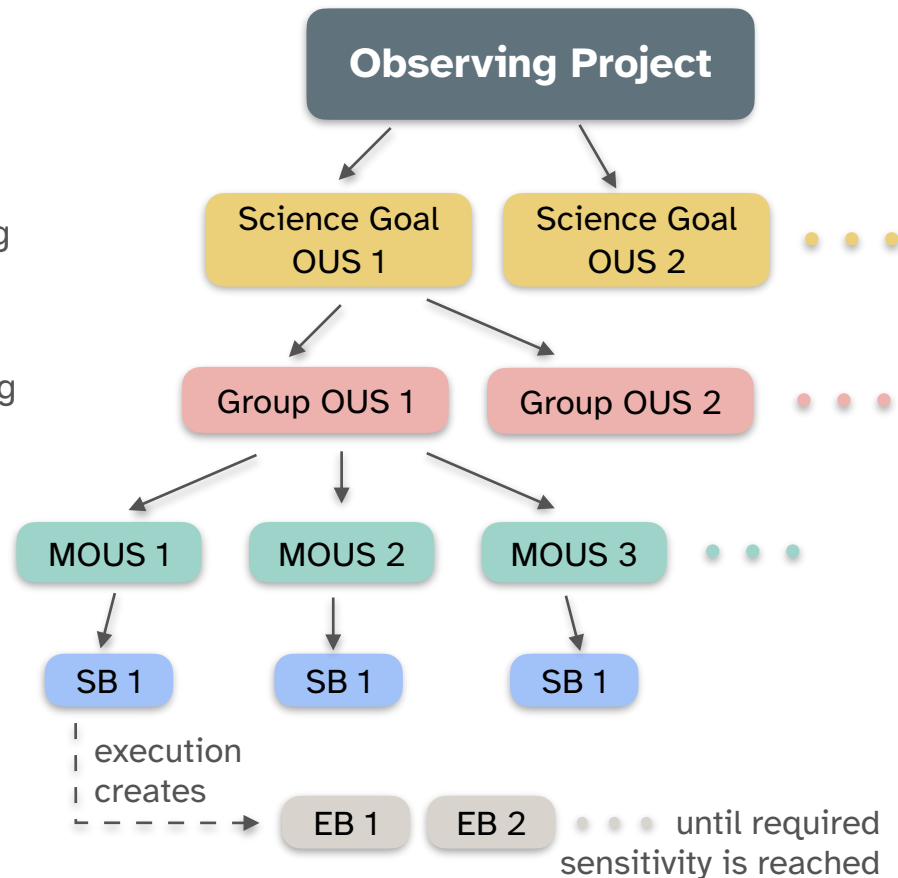 Observing Project
Science Goal
OUS 1
Science Goal
OUS 2
g
Group OUS 1
Group OUS 2
g
MOUS 1
MOUS 2
MOUS 3
SB 1
SB 1
SB 1
execution
creates
EB 1
EB 2
until required
sensitivity is reached